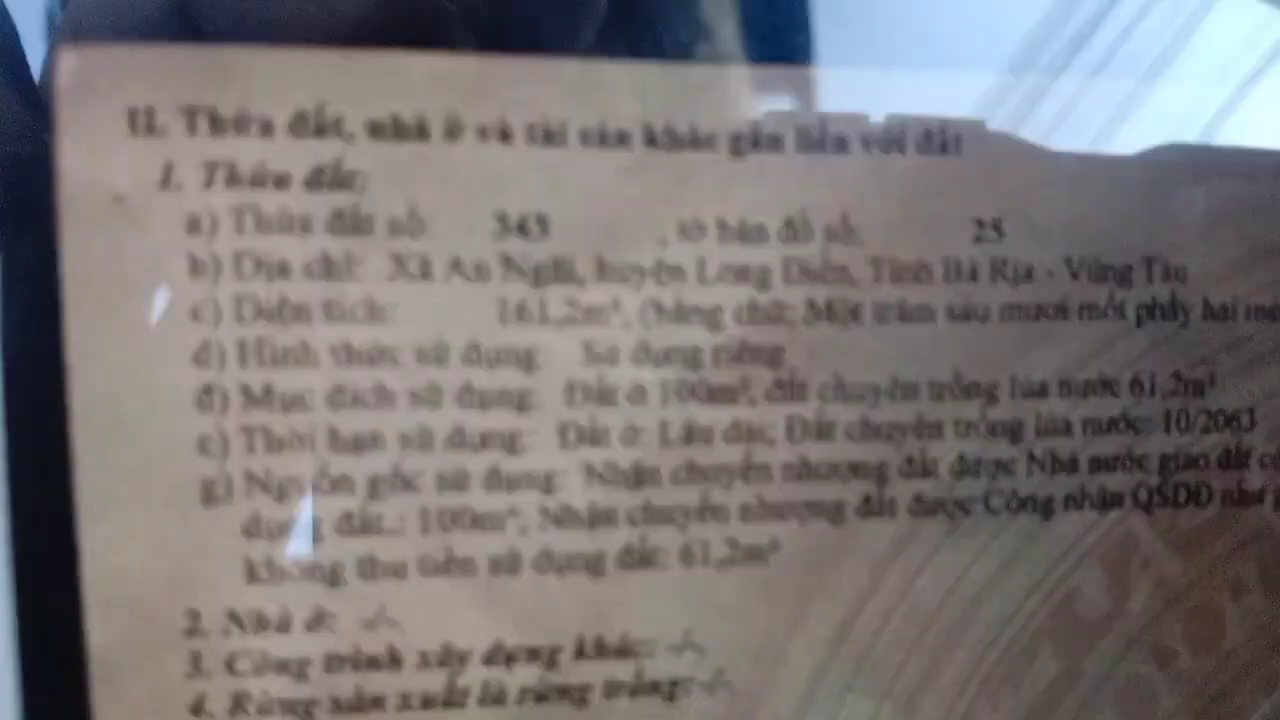 II. Thửa đất, nhà ở và tài sản khác gắn liền với đất
1. Thửa đất:
a) Thửa đất số: 343 , tờ bản đồ số: 25
b) Địa chỉ: Xã An Ngãi, huyện Long Điền, Tỉnh Bà Rịa - Vũng Tàu
c) Diện tích: 161,2m², (bằng chữ: Một trăm sáu mươi mốt phẩy hai
d) Hình thức sử dụng: Sử dụng riêng
đ) Mục đích sử dụng: Đất ở 100m², đất chuyên trồng lúa nước 61,2m²
e) Thời hạn sử dụng: Đất ở: Lâu dài; Đất chuyên trồng lúa nước: 10/2063
g) Nguồn gốc sử dụng: Nhận chuyển nhượng đất được Nhà nước giao đất
dụng đất.: 100m²; Nhận chuyển nhượng đất được Công nhận QSDĐ như
không thu tiền sử dụng đất: 61,2m²
2. Nhà ở: -/-
3. Công trình xây dựng khác: -/-
4. Rừng sản xuất là rừng trồng: -/-